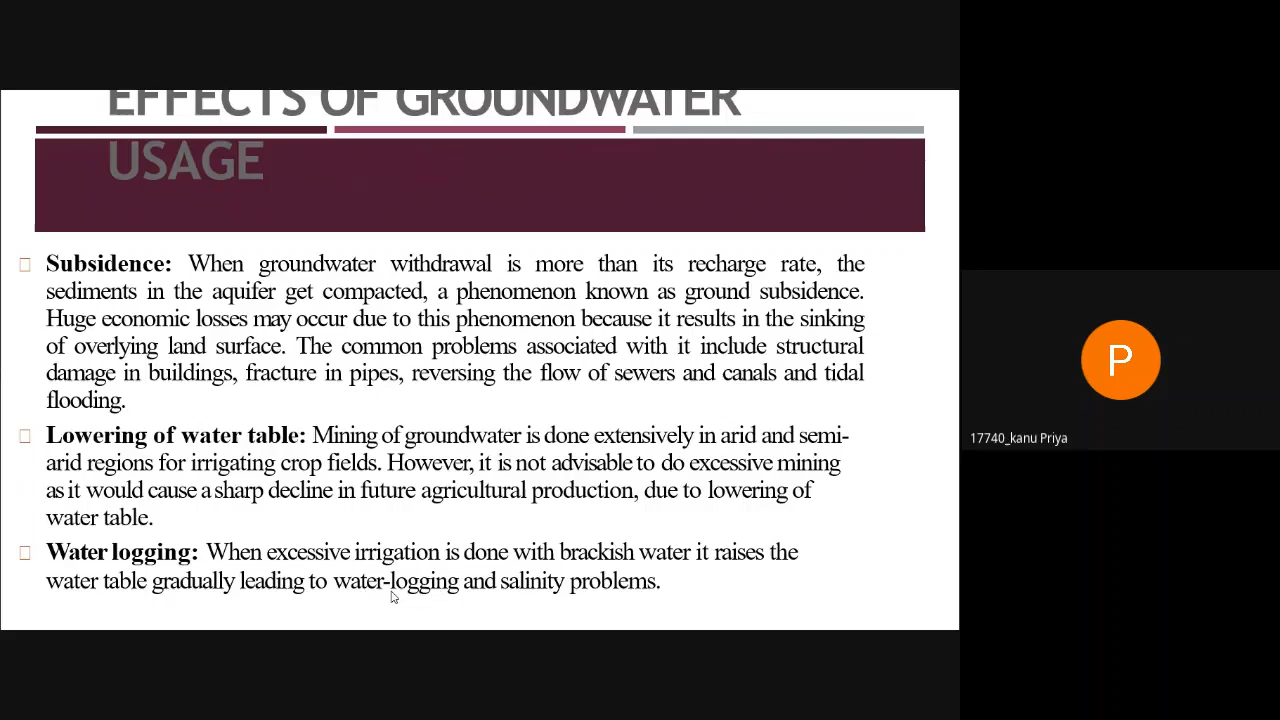 EFFECTS OF GROUNDWATER
USAGE
Subsidence: When groundwater withdrawal is more than its recharge rate, the
sediments in the aquifer get compacted, a phenomenon known as ground subsidence.
Huge economic losses may occur due to this phenomenon because it results in the sinking
of overlying land surface. The common problems associated with it include structural
damage in buildings, fracture in pipes, reversing the flow of sewers and canals and tidal
flooding.
Lowering of water table: Mining of groundwater is done extensively in arid and semi-
arid regions for irrigating crop fields. However, it is not advisable to do excessive mining
as it would cause a sharp decline in future agricultural production, due to lowering of
water table.
Water logging: When excessive irrigation is done with brackish water it raises the
water table gradually leading to water-logging and salinity problems.
P
17740_kanu Priya